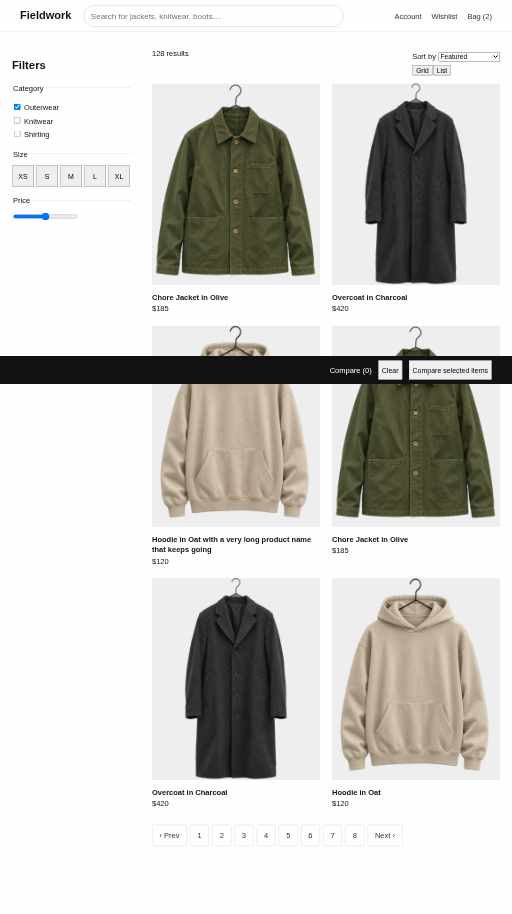 Fieldwork
Search for jackets, knitwear, boots…
Account Wishlist Bag (2)
Filters
Category
Outerwear
Knitwear
Shirting
Size
XS S M L XL
Price
128 results
Sort by Featured
Grid List
Chore Jacket in Olive
$185
Overcoat in Charcoal
$420
Compare (0) Clear Compare selected items
Hoodie in Oat with a very long product name
that keeps going
$120
Chore Jacket in Olive
$185
Overcoat in Charcoal
$420
Hoodie in Oat
$120
‹ Prev 1 2 3 4 5 6 7 8 Next ›